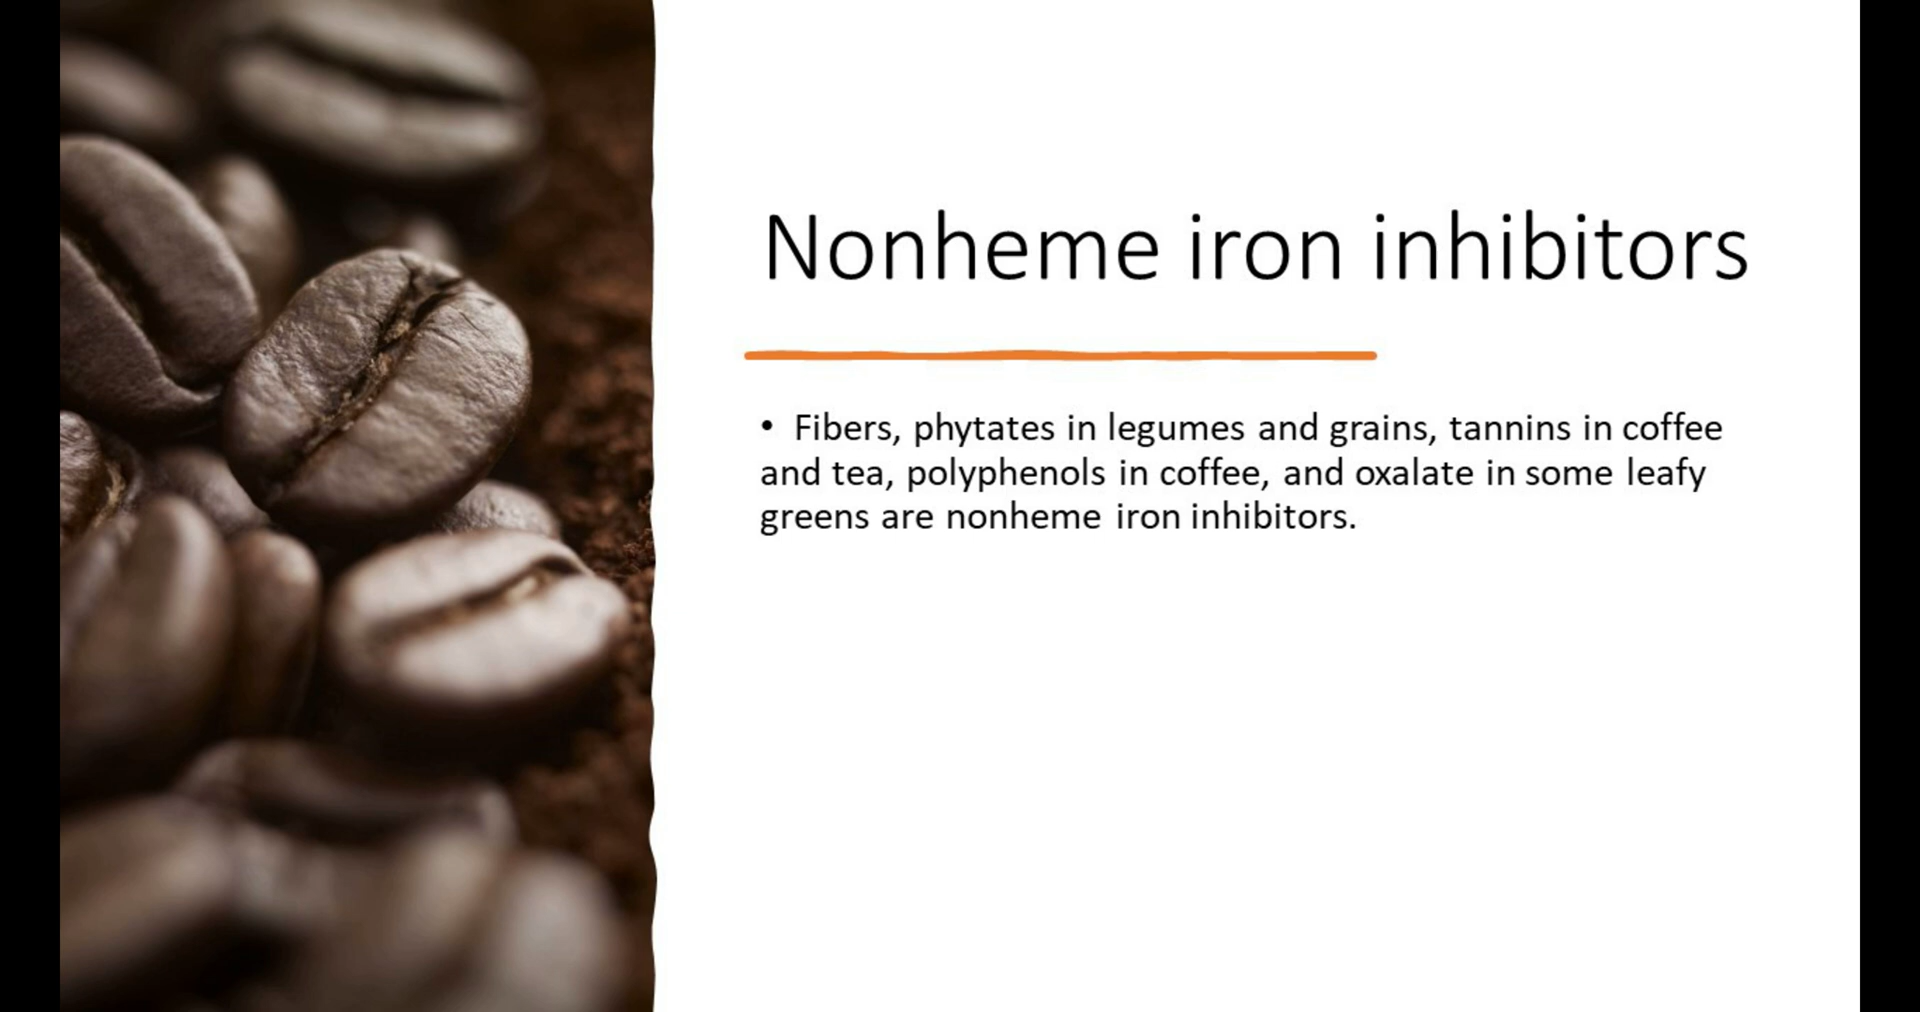 Nonheme iron inhibitors
• Fibers, phytates in legumes and grains, tannins in coffee
and tea, polyphenols in coffee, and oxalate in some leafy
greens are nonheme iron inhibitors.